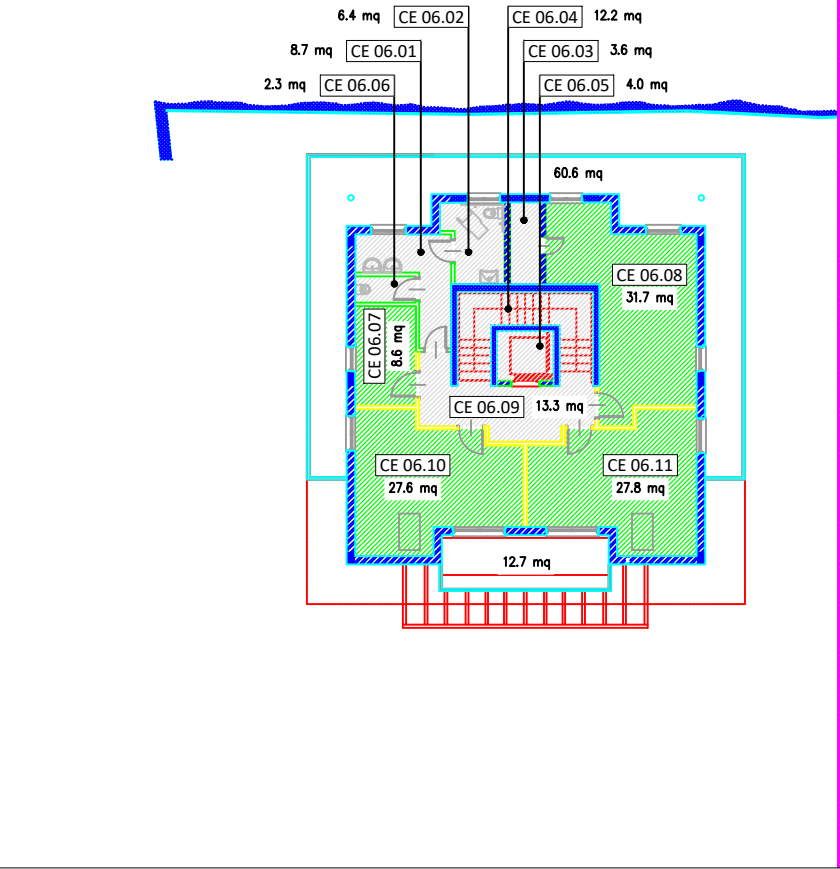 6.4 mq CE 06.02 CE 06.04 12.2 mq
8.7 mq CE 06.01 CE 06.03 3.6 mq
2.3 mq CE 06.06 CE 06.05 4.0 mq
60.6 mq
CE 06.08
31.7 mq
CE 06.07
8.6 mq
CE 06.09 13.3 mq
CE 06.10
27.6 mq
CE 06.11
27.8 mq
12.7 mq